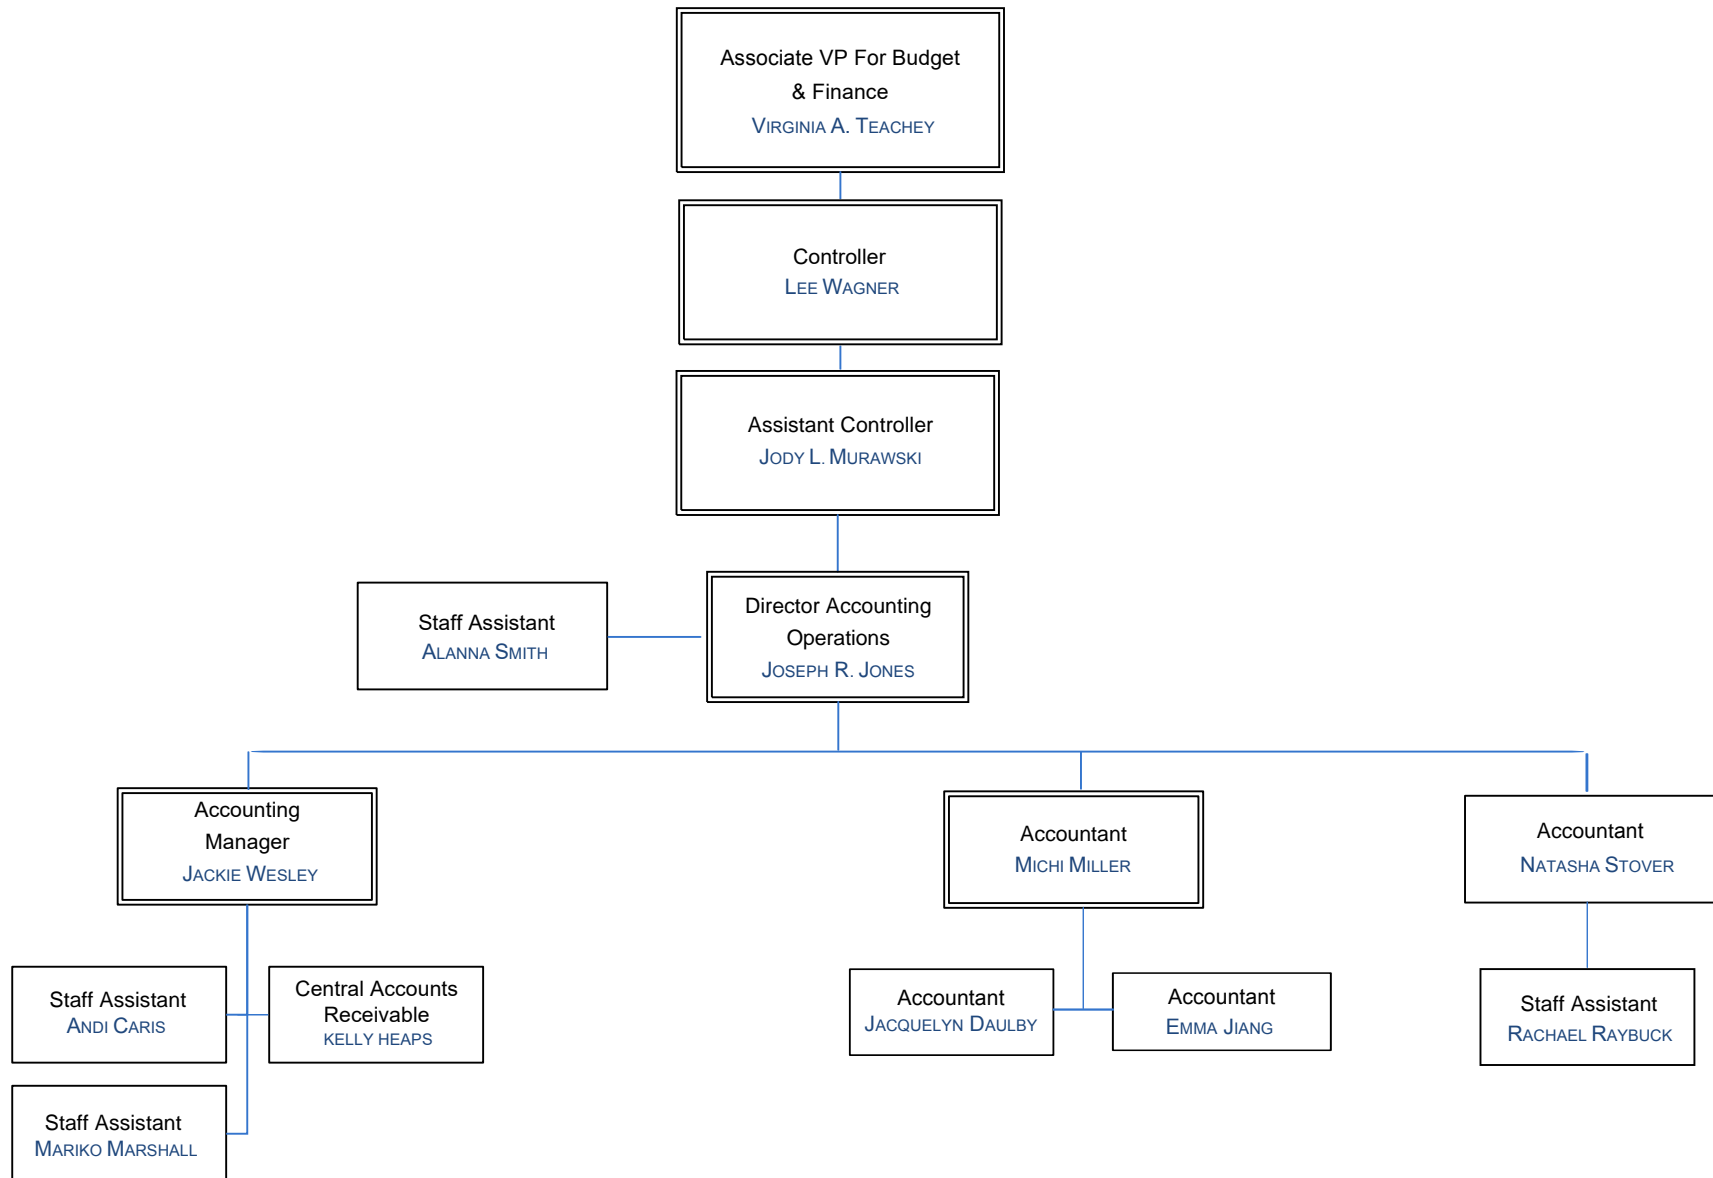 Associate VP For Budget
& Finance
VIRGINIA A. TEACHEY
Controller
LEE WAGNER
Assistant Controller
JODY L. MURAWSKI
Staff Assistant
ALANNA SMITH
Director Accounting
Operations
JOSEPH R. JONES
Accounting
Manager
JACKIE WESLEY
Accountant
MICHI MILLER
Accountant
NATASHA STOVER
Staff Assistant
ANDI CARIS
Central Accounts
Receivable
KELLY HEAPS
Accountant
JACQUELYN DAULBY
Accountant
EMMA JIANG
Staff Assistant
RACHAEL RAYBUCK
Staff Assistant
MARIKO MARSHALL